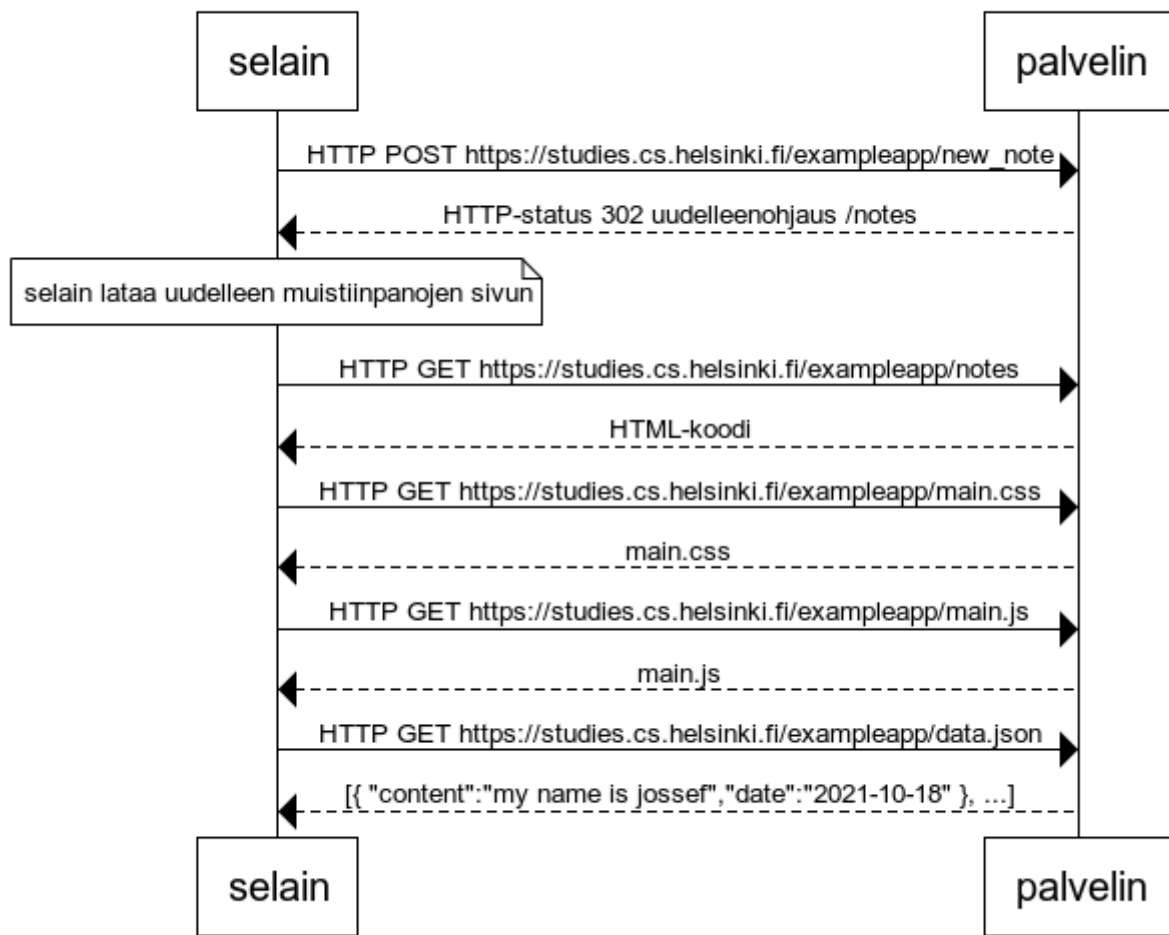 selain
palvelin
HTTP POST https://studies.cs.helsinki.fi/exampleapp/new_note
HTTP-status 302 uudelleenohjaus /notes
selain lataa uudelleen muistiinpanojen sivun
HTTP GET https://studies.cs.helsinki.fi/exampleapp/notes
HTML-koodi
HTTP GET https://studies.cs.helsinki.fi/exampleapp/main.css
main.css
HTTP GET https://studies.cs.helsinki.fi/exampleapp/main.js
main.js
HTTP GET https://studies.cs.helsinki.fi/exampleapp/data.json
[{ "content":"my name is jossef","date":"2021-10-18" }, ...]
selain
palvelin